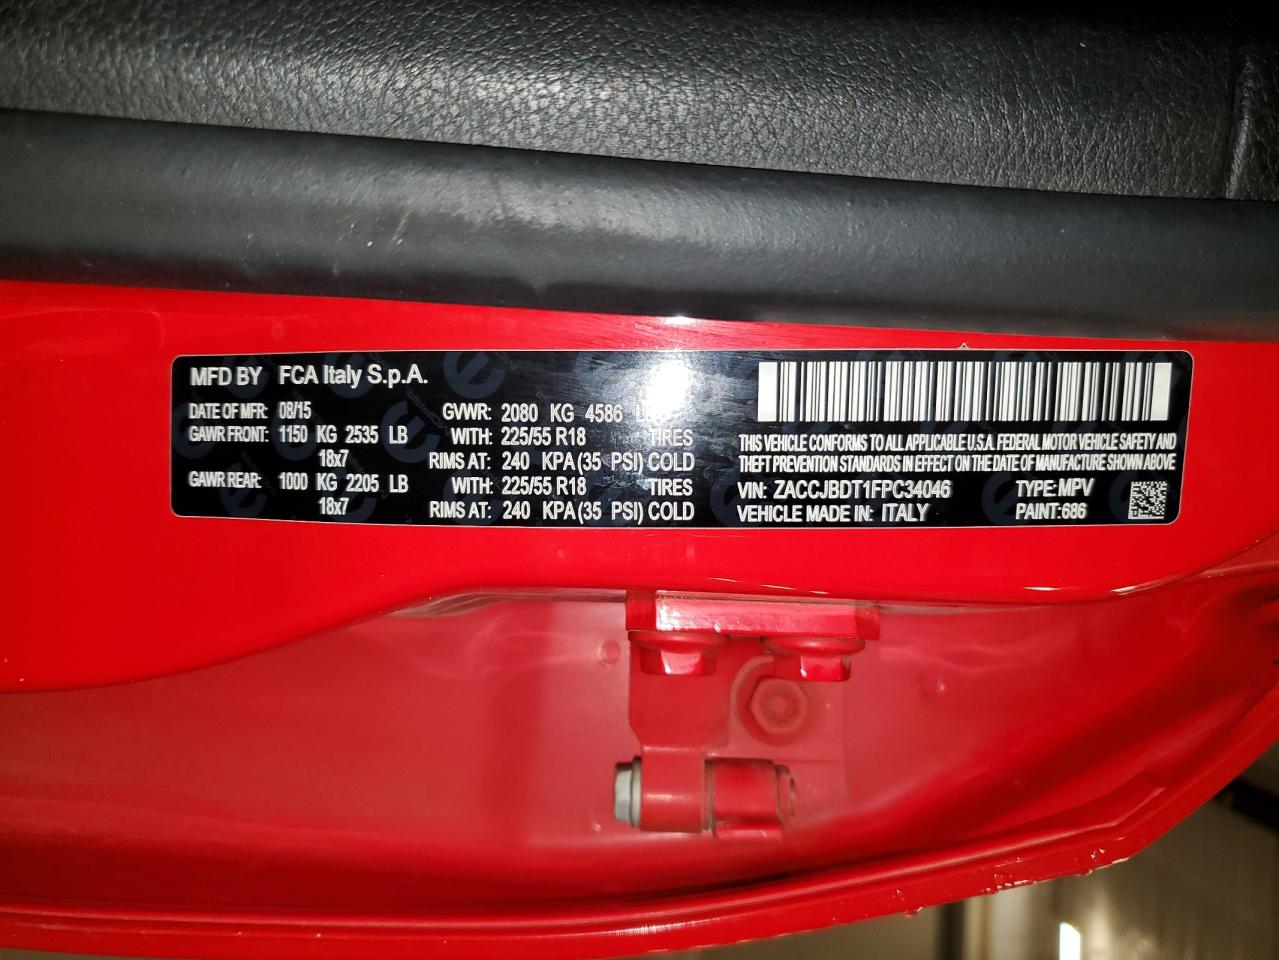 MFD BY FCA Italy S.p.A.
DATE OF MFR: 08/15 GVWR: 2080 KG 4586
GAWR FRONT: 1150 KG 2535 LB WITH: 225/55 R18 TIRES
18x7 RIMS AT: 240 KPA (35 PSI) COLD
GAWR REAR: 1000 KG 2205 LB WITH: 225/55 R18 TIRES
18x7 RIMS AT: 240 KPA (35 PSI) COLD
THIS VEHICLE CONFORMS TO ALL APPLICABLE U.S.A. FEDERAL MOTOR VEHICLE SAFETY AND
THEFT PREVENTION STANDARDS IN EFFECT ON THE DATE OF MANUFACTURE SHOWN ABOVE
VIN: ZACCJBDT1FPC34046 TYPE: MPV
VEHICLE MADE IN: ITALY PAINT: 686